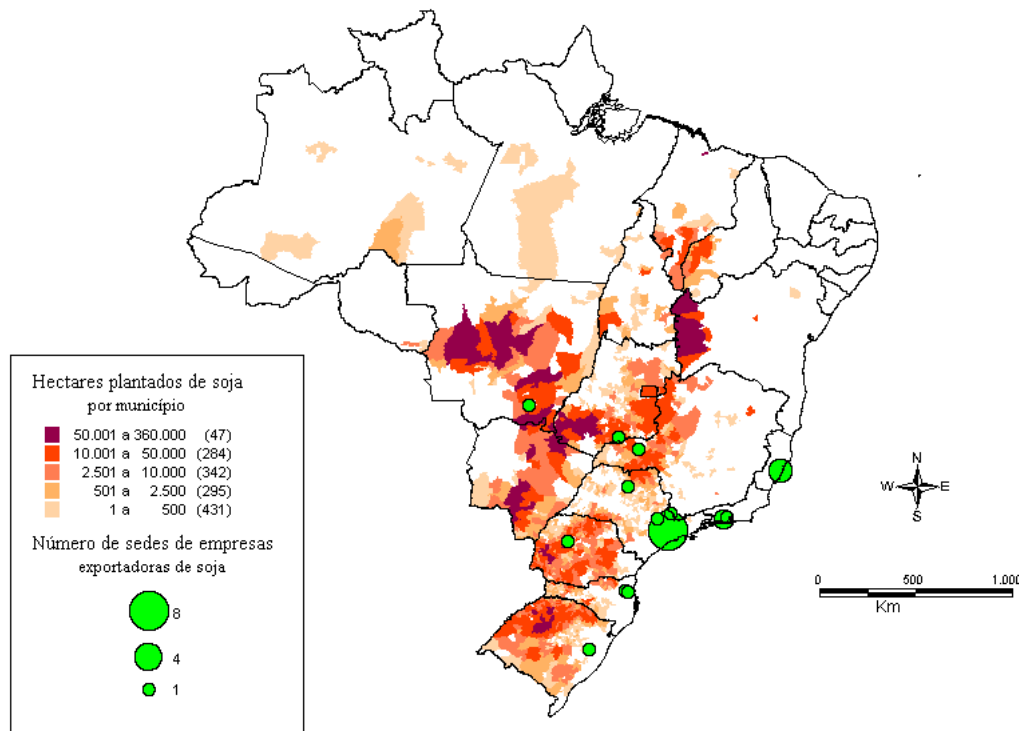 Hectares plantados de soja
por município
50.001 a 360.000 (47)
10.001 a 50.000 (284)
2.501 a 10.000 (342)
501 a 2.500 (295)
1 a 500 (431)
Número de sedes de empresas
exportadoras de soja
8
4
1
N
W E
S
0 500 1.000
Km